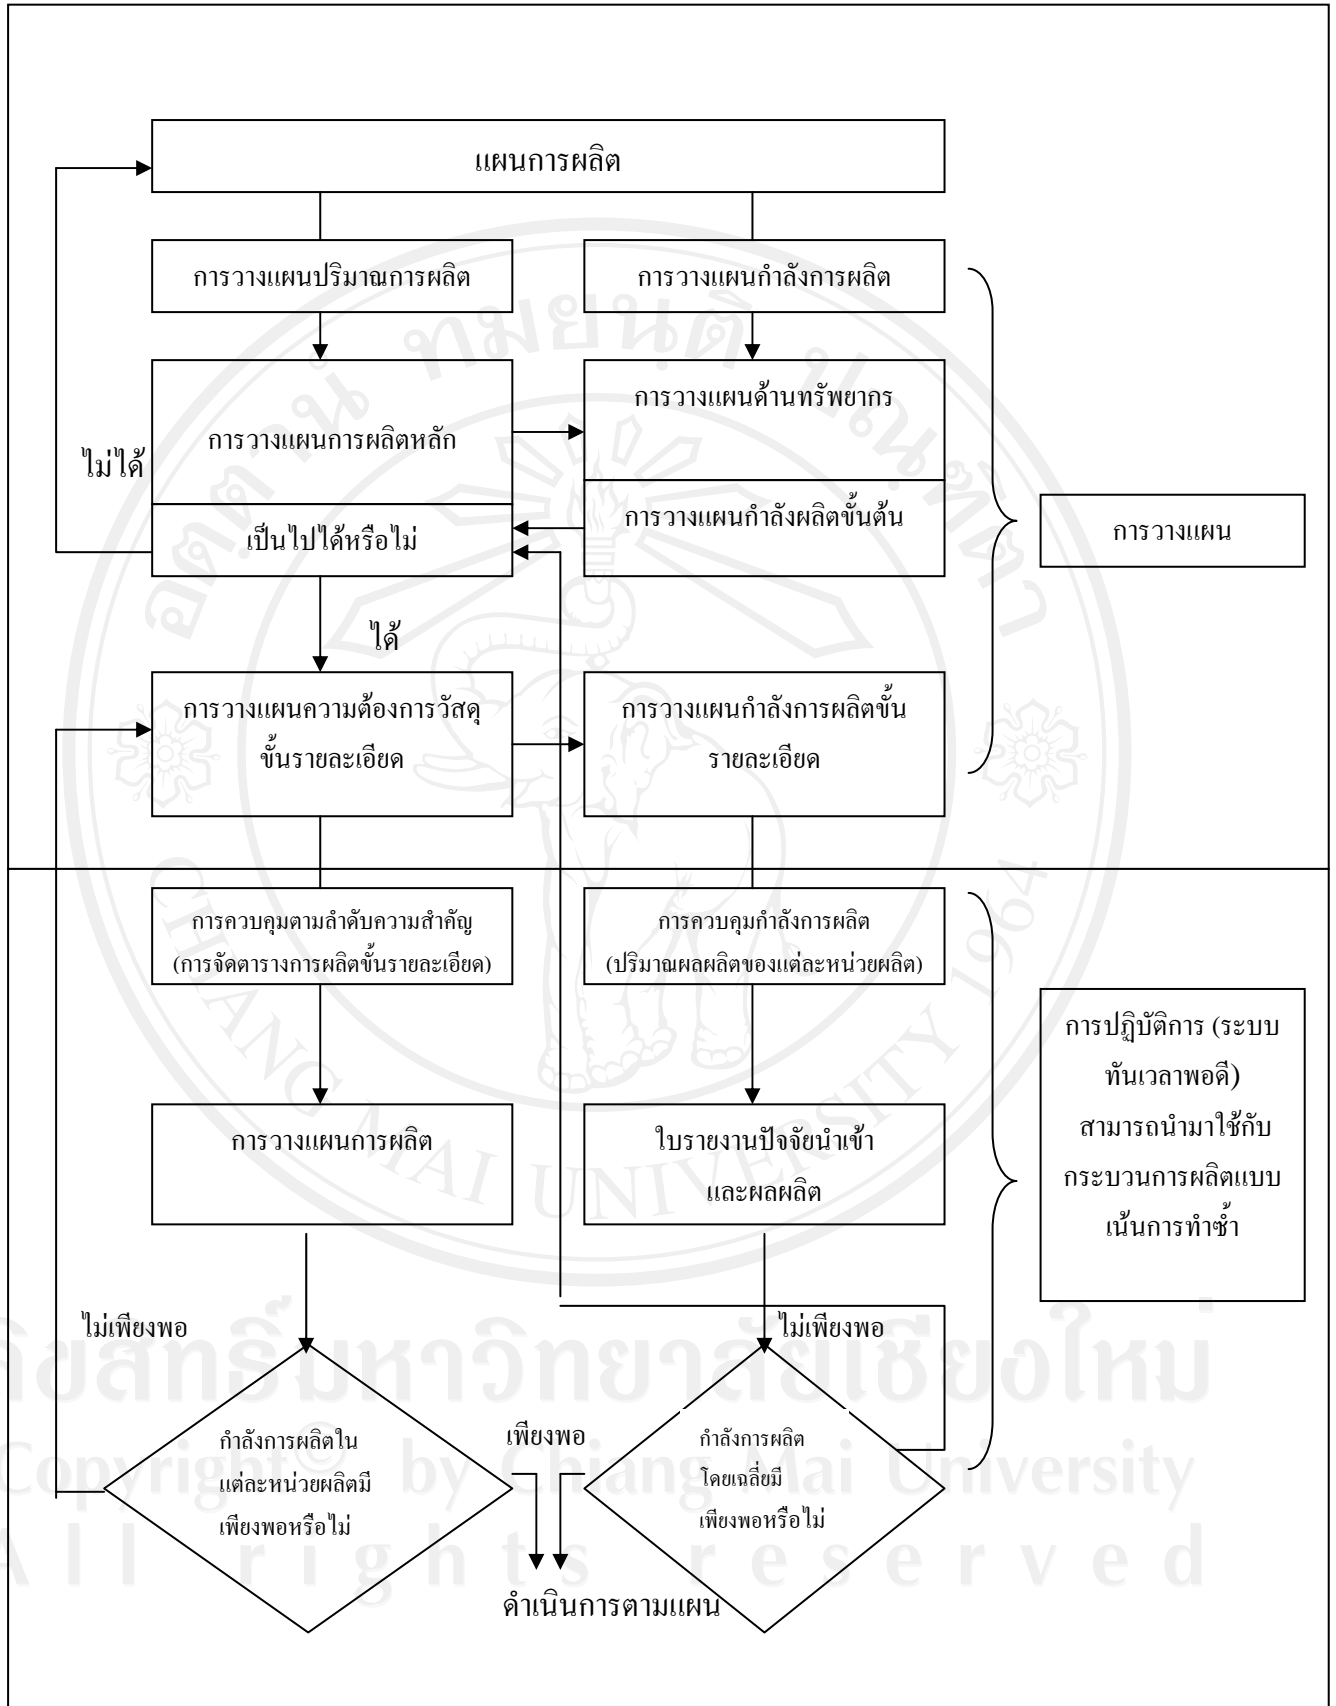 แผนการผลิต
การวางแผนปริมาณการผลิต
การวางแผนกำลังการผลิต
การวางแผนการผลิตหลัก
การวางแผนด้านทรัพยากร
ไม่ได้
เป็นไปได้หรือไม่
การวางแผนกำลังผลิตขั้นต้น
การวางแผน
ได้
การวางแผนความต้องการวัสดุ
ขั้นรายละเอียด
การวางแผนกำลังการผลิตขั้น
รายละเอียด
การควบคุมตามลำดับความสำคัญ
(การจัดตารางการผลิตขั้นรายละเอียด)
การควบคุมกำลังการผลิต
(ปริมาณผลผลิตของแต่ละหน่วยผลิต)
การปฏิบัติการ (ระบบ
ทันเวลาพอดี)
สามารถนำมาใช้กับ
กระบวนการผลิตแบบ
เน้นการทำซ้ำ
การวางแผนการผลิต
ใบรายงานปัจจัยนำเข้า
และผลผลิต
ไม่เพียงพอ
ไม่เพียงพอ
กำลังการผลิตใน
แต่ละหน่วยผลิตมี
เพียงพอหรือไม่
เพียงพอ
กำลังการผลิต
โดยเฉลี่ยมี
เพียงพอหรือไม่
ดำเนินการตามแผน
อตฺตานํ ทมยนฺติ ปณฺฑิตา
CHIANG MAI UNIVERSITY 1964
ลิขสิทธิ์มหาวิทยาลัยเชียงใหม่
Copyright© by Chiang Mai University
All rights reserved